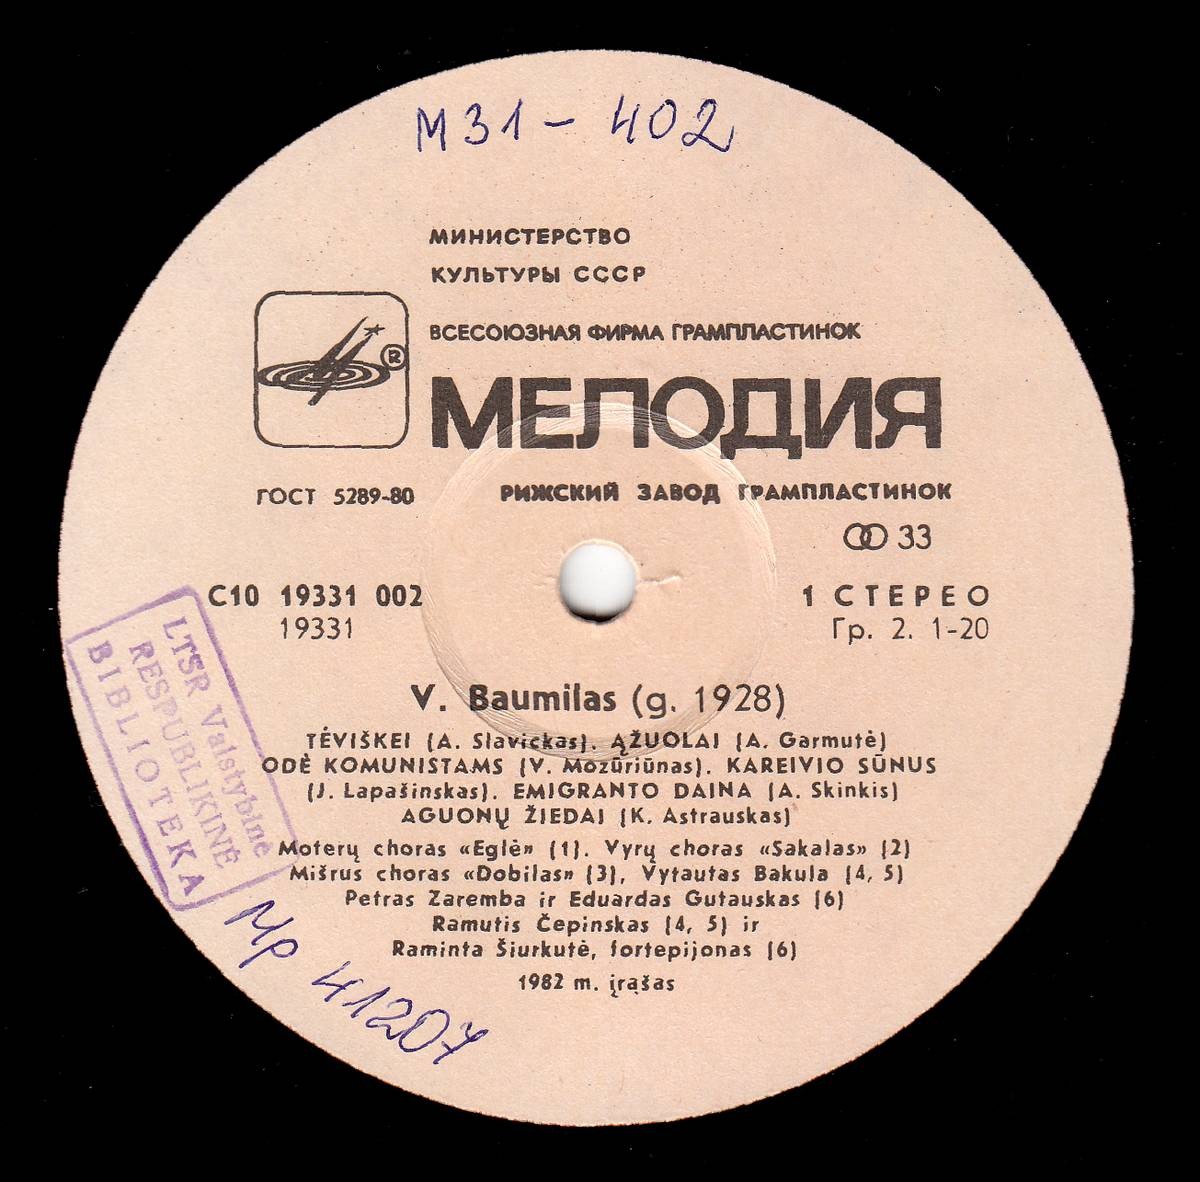 M31-402
МИНИСТЕРСТВО
КУЛЬТУРЫ СССР
ВСЕСОЮЗНАЯ ФИРМА ГРАМПЛАСТИНОК
®
МЕЛОДИЯ
ГОСТ 5289-80
РИЖСКИЙ ЗАВОД ГРАМПЛАСТИНОК
33
С10 19331 002
19331
1 СТЕРЕО
Гр. 2. 1-20
LTSR Valstybinė
RESPUBLIKINĖ
BIBLIOTEKA
V. Baumilas (g. 1928)
TĖVIŠKEI (A. Slavickas). ĄŽUOLAI (A. Garmutė)
ODĖ KOMUNISTAMS (V. Mozūriūnas). KAREIVIO SŪNUS
(J. Lapašinskas). EMIGRANTO DAINA (A. Skinkis)
AGUONŲ ŽIEDAI (K. Astrauskas)
Moterų choras «Eglė» (1). Vyrų choras «Sakalas» (2)
Mišrus choras «Dobilas» (3), Vytautas Bakula (4, 5)
Petras Zaremba ir Eduardas Gutauskas (6)
Ramutis Čepinskas (4, 5) ir
Raminta Šiurkutė, fortepijonas (6)
1982 m. įrašas
Mp 41207